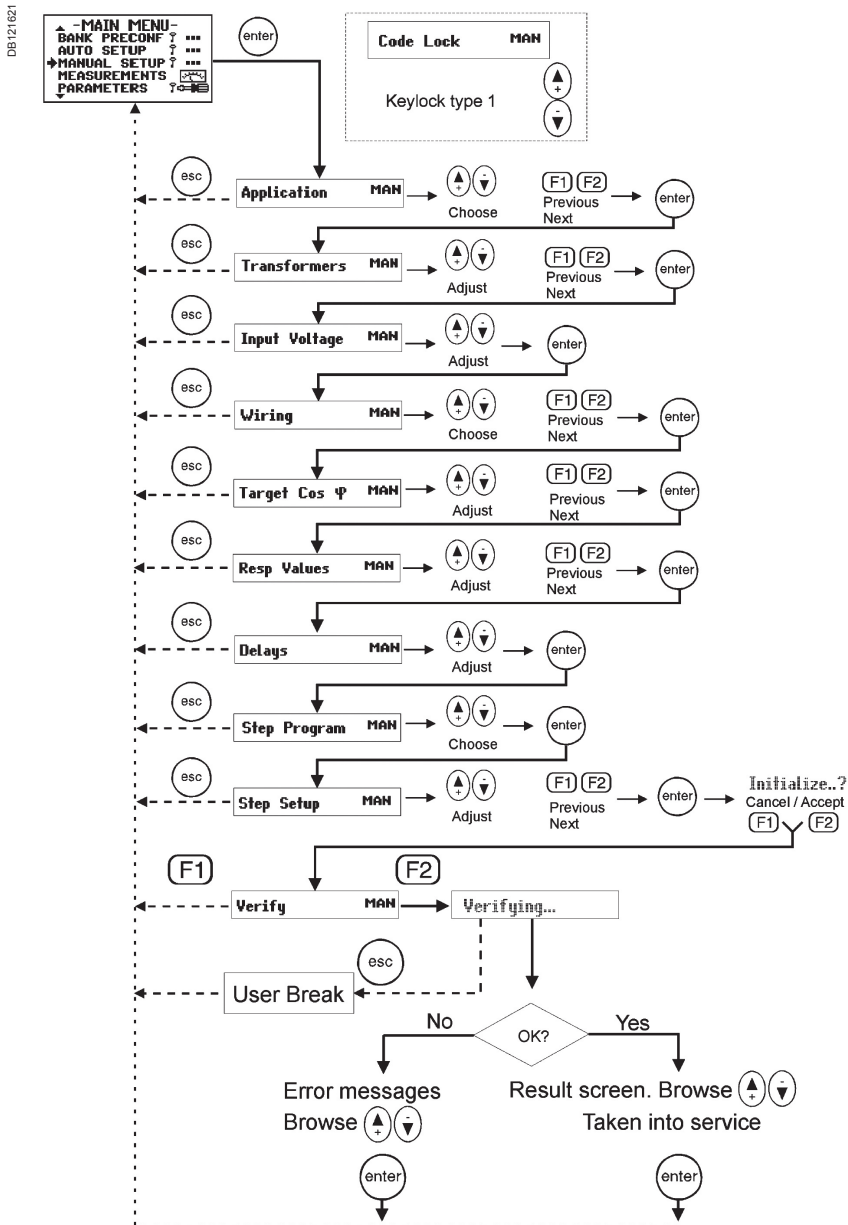 DB121621
-MAIN MENU-
BANK PRECONF
AUTO SETUP
MANUAL SETUP
MEASUREMENTS
PARAMETERS
enter
Code Lock MAN
Keylock type 1
+ -
esc
Application MAN
+ -
Choose
F1 F2
Previous
Next
enter
esc
Transformers MAN
+ -
Adjust
F1 F2
Previous
Next
enter
esc
Input Voltage MAN
+ -
Adjust
enter
esc
Wiring MAN
+ -
Choose
F1 F2
Previous
Next
enter
esc
Target Cos φ MAN
+ -
Adjust
F1 F2
Previous
Next
enter
esc
Resp Values MAN
+ -
Adjust
F1 F2
Previous
Next
enter
esc
Delays MAN
+ -
Adjust
enter
esc
Step Program MAN
+ -
Choose
enter
esc
Step Setup MAN
+ -
Adjust
F1 F2
Previous
Next
enter
Initialize..?
Cancel / Accept
F1 F2
F1
Verify MAN
F2
Verifying...
esc
User Break
OK?
No
Yes
Error messages
Browse + -
enter
Result screen. Browse + -
Taken into service
enter